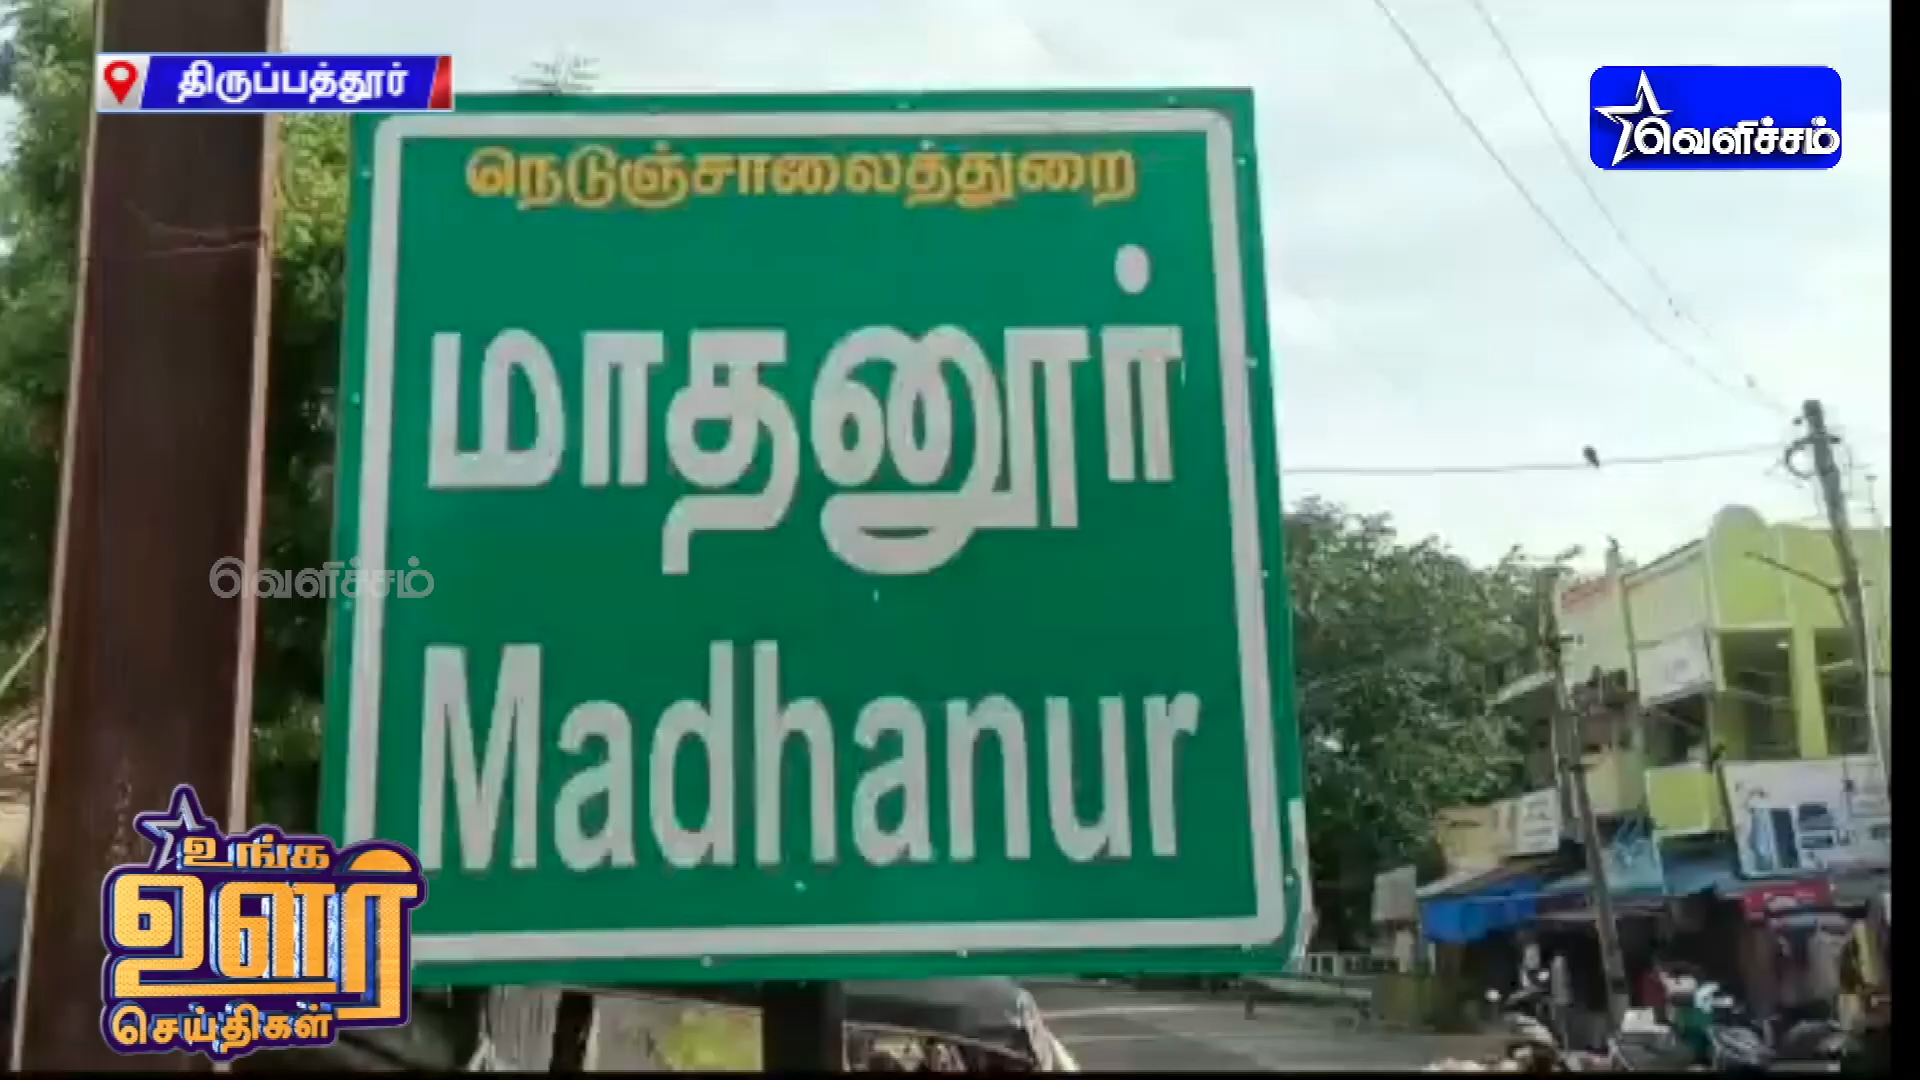 திருப்பத்தூர்
வெளிச்சம்
நெடுஞ்சாலைத்துறை
மாதனூர்
வெளிச்சம்
Madhanur
உங்க
ஊர்
செய்திகள்